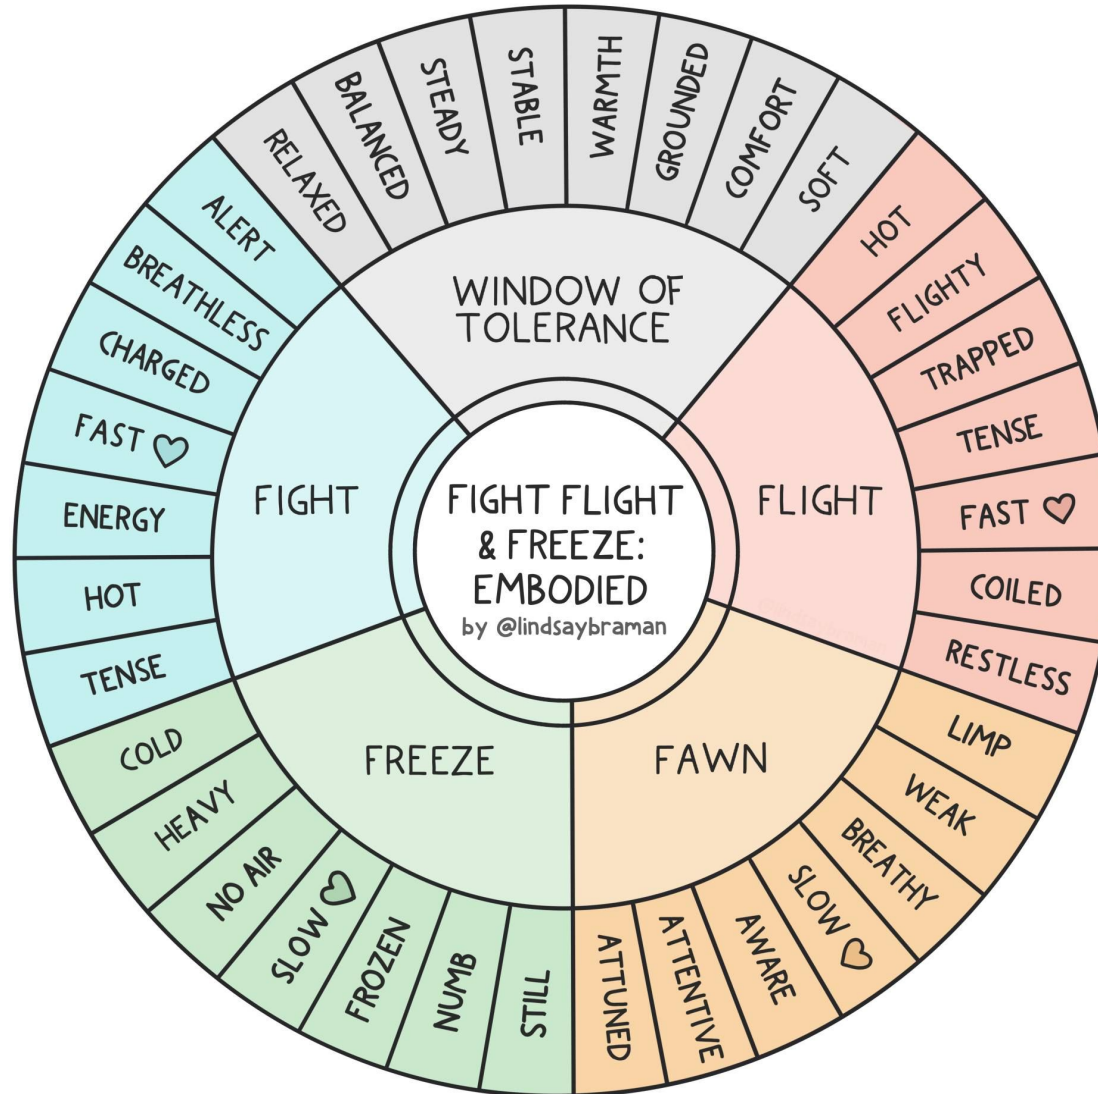 FIGHT FLIGHT
& FREEZE:
EMBODIED
by @lindsaybraman
WINDOW OF
TOLERANCE
RELAXED
BALANCED
STEADY
STABLE
WARMTH
GROUNDED
COMFORT
SOFT
FLIGHT
HOT
FLIGHTY
TRAPPED
TENSE
FAST ♡
COILED
RESTLESS
FAWN
LIMP
WEAK
BREATHY
SLOW ♡
AWARE
ATTENTIVE
ATTUNED
FREEZE
STILL
NUMB
FROZEN
SLOW ♡
NO AIR
HEAVY
COLD
FIGHT
TENSE
HOT
ENERGY
FAST ♡
CHARGED
BREATHLESS
ALERT